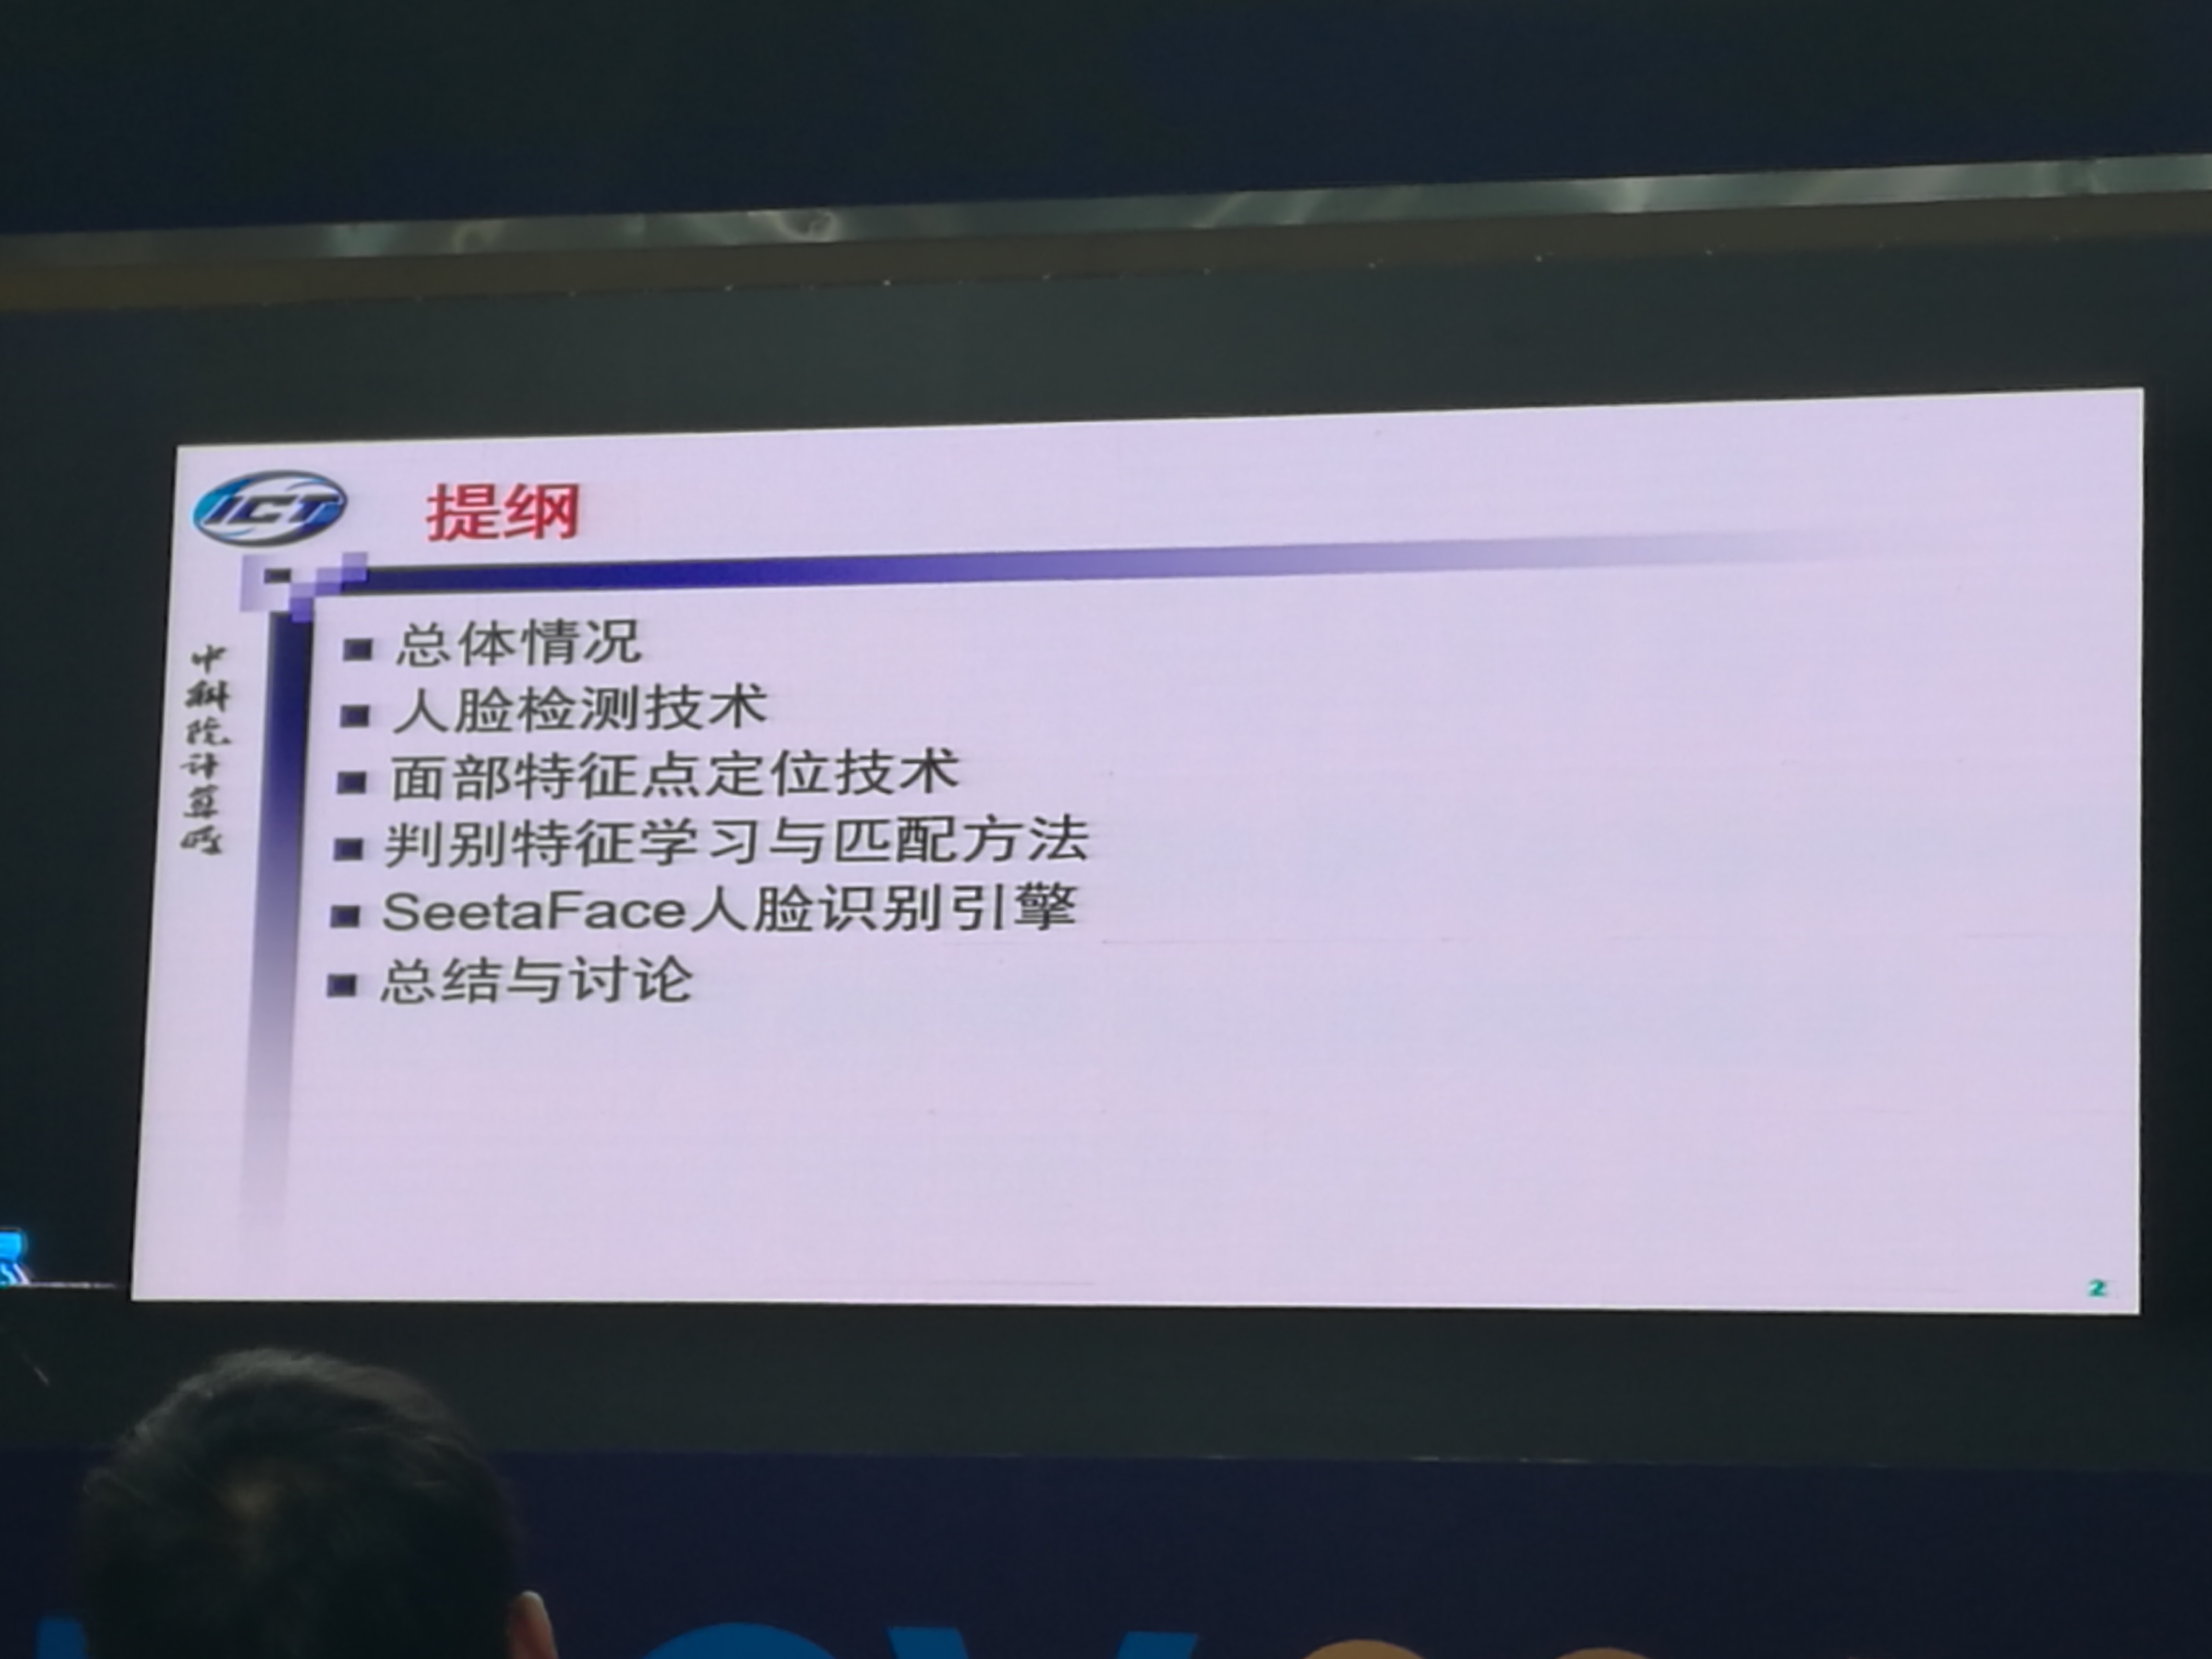 ICT
提纲
中科院计算所
总体情况
人脸检测技术
面部特征点定位技术
判别特征学习与匹配方法
SeetaFace人脸识别引擎
总结与讨论
2